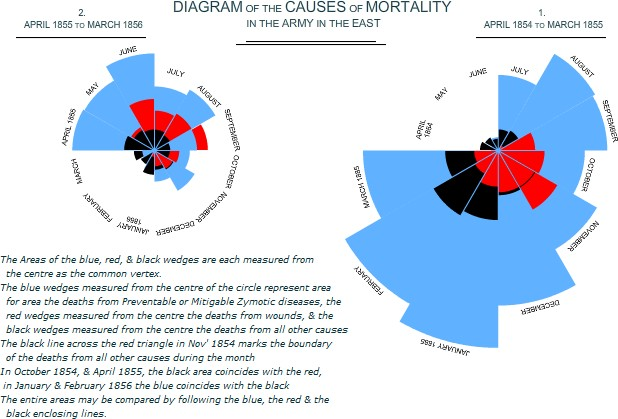 DIAGRAM OF THE CAUSES OF MORTALITY
IN THE ARMY IN THE EAST
2.
APRIL 1855 TO MARCH 1856
1.
APRIL 1854 TO MARCH 1855
APRIL 1855
MAY
JUNE
JULY
AUGUST
SEPTEMBER
OCTOBER
NOVEMBER
DECEMBER
JANUARY
1856
FEBRUARY
MARCH
APRIL
1854
MAY
JUNE
JULY
AUGUST
SEPTEMBER
OCTOBER
NOVEMBER
DECEMBER
JANUARY 1855
FEBRUARY
MARCH 1885
The Areas of the blue, red, & black wedges are each measured from
the centre as the common vertex.
The blue wedges measured from the centre of the circle represent area
for area the deaths from Preventable or Mitigable Zymotic diseases, the
red wedges measured from the centre the deaths from wounds, & the
black wedges measured from the centre the deaths from all other causes
The black line across the red triangle in Nov' 1854 marks the boundary
of the deaths from all other causes during the month
In October 1854, & April 1855, the black area coincides with the red,
in January & February 1856 the blue coincides with the black
The entire areas may be compared by following the blue, the red & the
black enclosing lines.